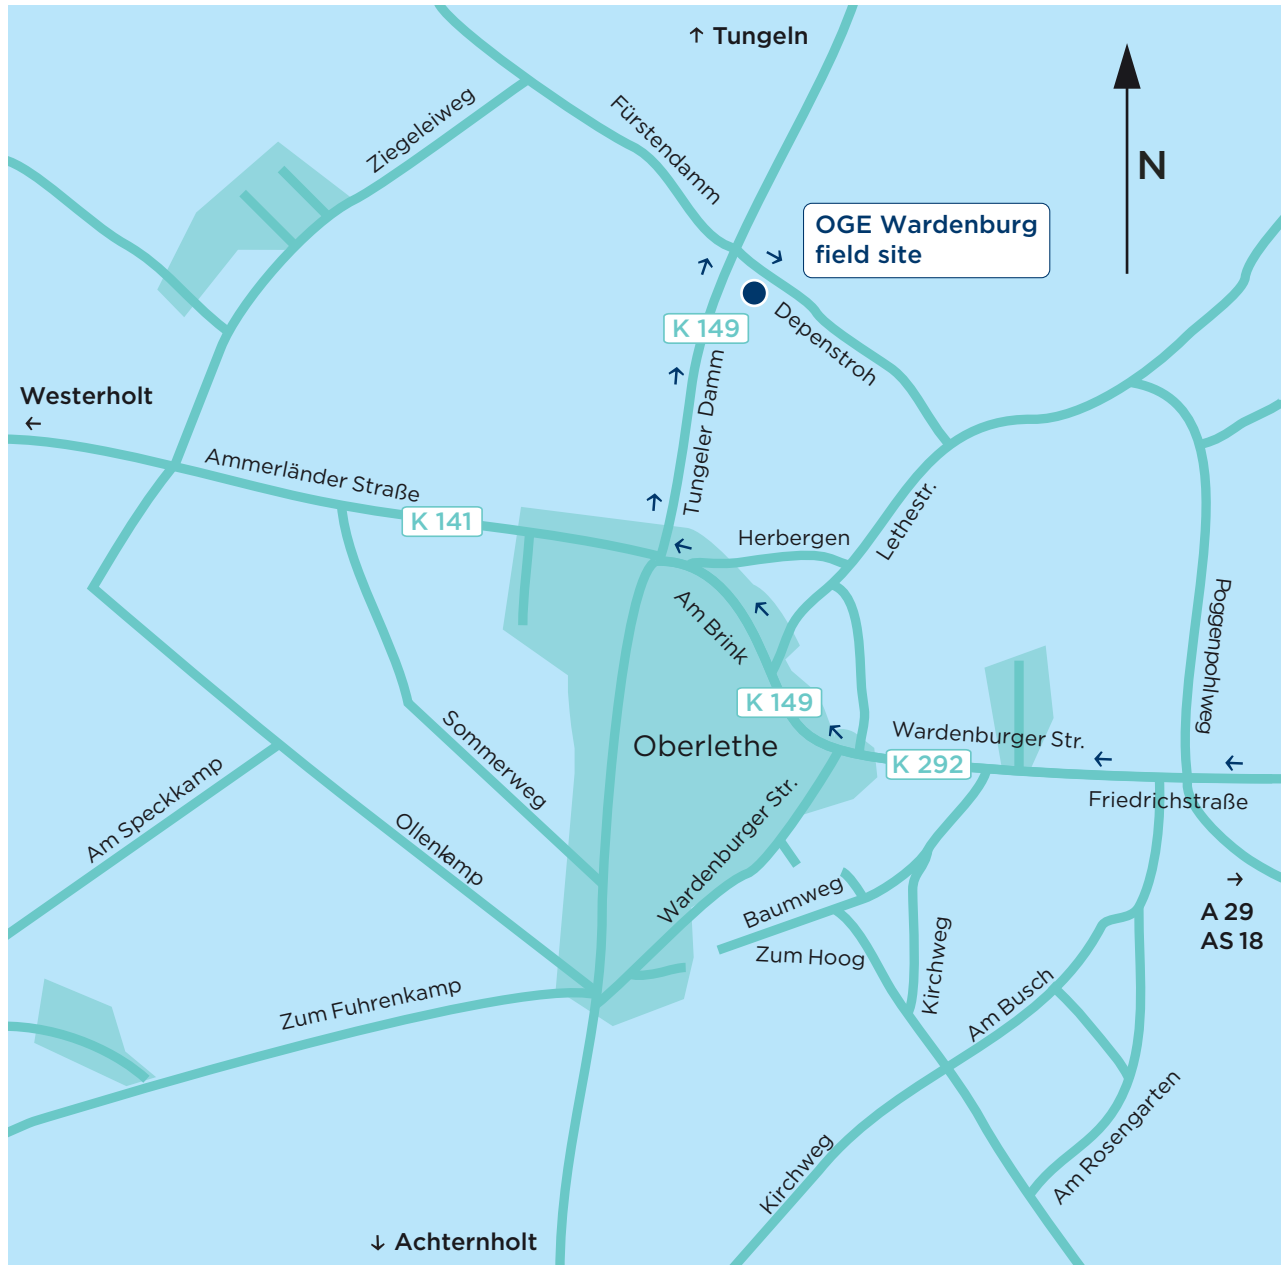 Tungeln
Fürstendamm
Ziegeleiweg
N
OGE Wardenburg
field site
K 149
Depenstroh
Westerholt
Tungeler Damm
Ammerländer Straße
K 141
Herbergen
Lethestr.
Am Brink
Poggenpohlweg
K 149
Sommerweg
Oberlethe
Wardenburger Str.
K 292
Am Speckkamp
Friedrichstraße
Ollenkamp
Wardenburger Str.
Baumweg
A 29
AS 18
Zum Hoog
Kirchweg
Zum Fuhrenkamp
Am Busch
Am Rosengarten
Kirchweg
Achternholt